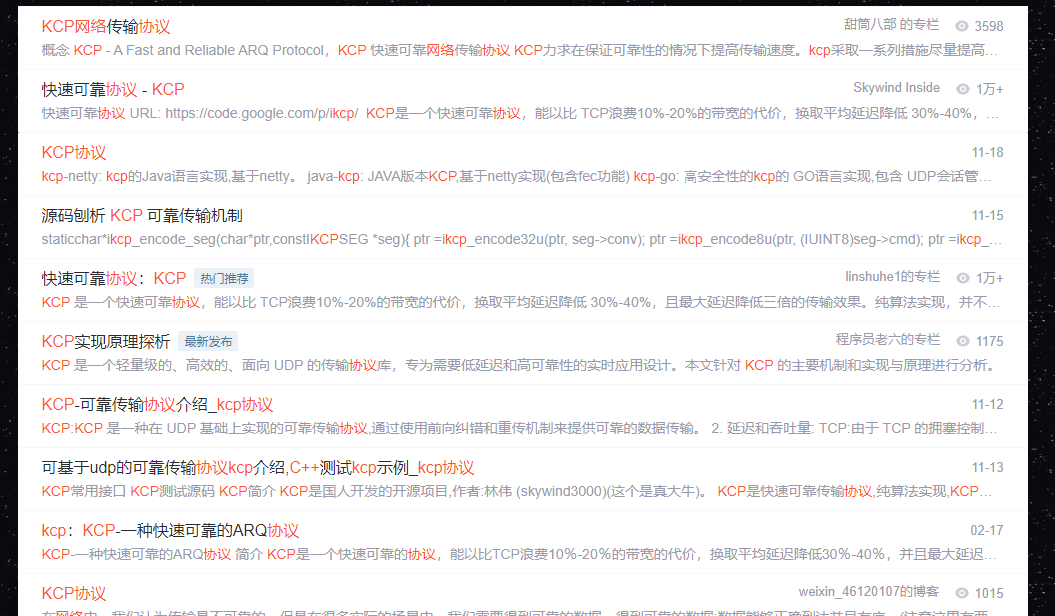 KCP网络传输协议 甜筒八部 的专栏 3598
概念 KCP - A Fast and Reliable ARQ Protocol，KCP 快速可靠网络传输协议 KCP力求在保证可靠性的情况下提高传输速度。kcp采取一系列措施尽量提高…
快速可靠协议 - KCP Skywind Inside 1万+
快速可靠协议 URL: https://code.google.com/p/ikcp/ KCP是一个快速可靠协议，能以比 TCP浪费10%-20%的带宽的代价，换取平均延迟降低 30%-40%，…
KCP协议 11-18
kcp-netty: kcp的Java语言实现,基于netty。 java-kcp: JAVA版本KCP,基于netty实现(包含fec功能) kcp-go: 高安全性的kcp的 GO语言实现,包含 UDP会话管…
源码刨析 KCP 可靠传输机制 11-15
staticchar*ikcp_encode_seg(char*ptr,constIKCPSEG *seg){ ptr =ikcp_encode32u(ptr, seg->conv); ptr =ikcp_encode8u(ptr, (IUINT8)seg->cmd); ptr =ikcp_…
快速可靠协议：KCP 热门推荐 linshuhe1的专栏 1万+
KCP 是一个快速可靠协议，能以比 TCP浪费10%-20%的带宽的代价，换取平均延迟降低 30%-40%，且最大延迟降低三倍的传输效果。纯算法实现，并不…
KCP实现原理探析 最新发布 程序员老六的专栏 1175
KCP 是一个轻量级的、高效的、面向 UDP 的传输协议库，专为需要低延迟和高可靠性的实时应用设计。本文针对 KCP 的主要机制和实现与原理进行分析。
KCP-可靠传输协议介绍_kcp协议 11-12
KCP:KCP 是一种在 UDP 基础上实现的可靠传输协议,通过使用前向纠错和重传机制来提供可靠的数据传输。 2. 延迟和吞吐量: TCP:由于 TCP 的拥塞控制…
可基于udp的可靠传输协议kcp介绍,C++测试kcp示例_kcp协议 11-13
KCP常用接口 KCP测试源码 KCP简介 KCP是国人开发的开源项目,作者:林伟 (skywind3000)(这个是真大牛)。 KCP是快速可靠传输协议,纯算法实现,KCP…
kcp：KCP-一种快速可靠的ARQ协议 02-17
KCP-一种快速可靠的ARQ协议 简介 KCP是一个快速可靠的协议，能以比TCP浪费10%-20%的带宽的代价，换取平均延迟降低30%-40%，并且最大延迟…
KCP协议 weixin_46120107的博客 1015